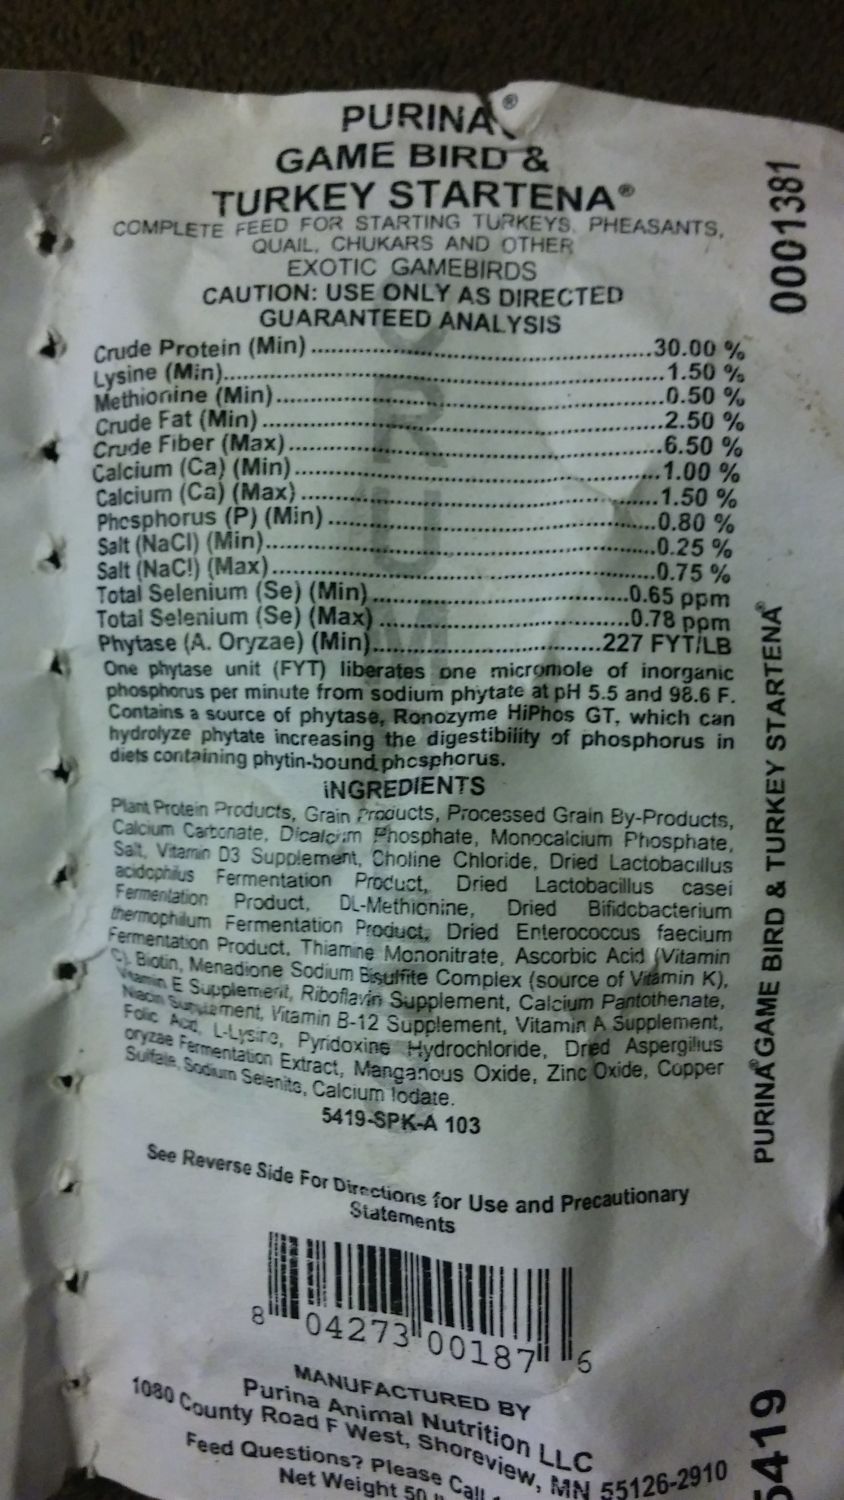 PURINA®
GAME BIRD &
TURKEY STARTENA®
COMPLETE FEED FOR STARTING TURKEYS, PHEASANTS,
QUAIL, CHUKARS AND OTHER
EXOTIC GAMEBIRDS
CAUTION: USE ONLY AS DIRECTED
GUARANTEED ANALYSIS
Crude Protein (Min) ............30.00 %
Lysine (Min)............1.50 %
Methionine (Min)............0.50 %
Crude Fat (Min) ............2.50 %
Crude Fiber (Max)............6.50 %
Calcium (Ca) (Min)............1.00 %
Calcium (Ca) (Max) ............1.50 %
Phosphorus (P) (Min) ............0.80 %
Salt (NaCl) (Min)............0.25 %
Salt (NaCl) (Max)............0.75 %
Total Selenium (Se) (Min)............0.65 ppm
Total Selenium (Se) (Max)............0.78 ppm
Phytase (A. Oryzae) (Min)............227 FYT/LB
One phytase unit (FYT) liberates one micromole of inorganic
phosphorus per minute from sodium phytate at pH 5.5 and 98.6 F.
Contains a source of phytase, Ronozyme HiPhos GT, which can
hydrolyze phytate increasing the digestibility of phosphorus in
diets containing phytin-bound phosphorus.
INGREDIENTS
Plant Protein Products, Grain Products, Processed Grain By-Products,
Calcium Carbonate, Dicalcium Phosphate, Monocalcium Phosphate,
Salt, Vitamin D3 Supplement, Choline Chloride, Dried Lactobacillus
acidophilus Fermentation Product, Dried Lactobacillus casei
Fermentation Product, DL-Methionine, Dried Bifidobacterium
thermophilum Fermentation Product, Dried Enterococcus faecium
Fermentation Product, Thiamine Mononitrate, Ascorbic Acid (Vitamin
C), Biotin, Menadione Sodium Bisulfite Complex (source of Vitamin K),
Vitamin E Supplement, Riboflavin Supplement, Calcium Pantothenate,
Niacin Supplement, Vitamin B-12 Supplement, Vitamin A Supplement,
Folic Acid, L-Lysine, Pyridoxine Hydrochloride, Dried Aspergillus
oryzae Fermentation Extract, Manganous Oxide, Zinc Oxide, Copper
Sulfate, Sodium Selenite, Calcium Iodate.
5419-SPK-A 103
See Reverse Side For Directions for Use and Precautionary
Statements
8 04273 00187 6
MANUFACTURED BY
Purina Animal Nutrition LLC
1080 County Road F West, Shoreview, MN 55126-2910
Feed Questions? Please Call
Net Weight 50
0001381
PURINA® GAME BIRD & TURKEY STARTENA®
5419